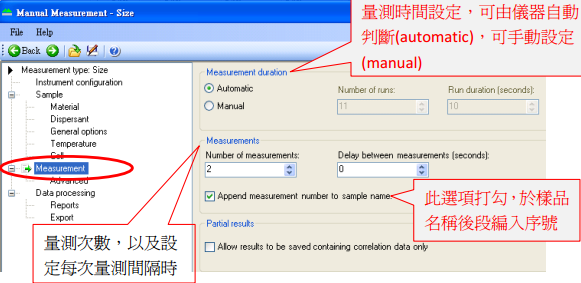 Manual Measurement - Size
File Help
Back
Measurement type: Size
Instrument configuration
Sample
Material
Dispersant
General options
Temperature
Cell
Measurement
Advanced
Data processing
Reports
Export
Measurement duration
Automatic
Manual
Number of runs:
11
Run duration (seconds):
10
Measurements
Number of measurements:
2
Delay between measurements (seconds):
0
Append measurement number to sample name
Partial results
Allow results to be saved containing correlation data only
量測時間設定，可由儀器自動
判斷(automatic)，可手動設定
(manual)
此選項打勾，於樣品
名稱後段編入序號
量測次數，以及設
定每次量測間隔時